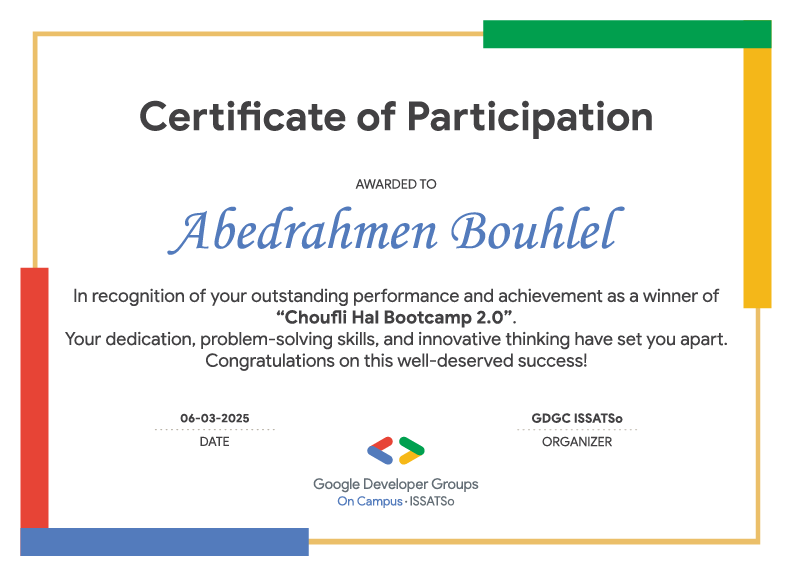 Certificate of Participation
AWARDED TO
Abedrahmen Bouhlel
In recognition of your outstanding performance and achievement as a winner of
“Choufli Hal Bootcamp 2.0”.
Your dedication, problem-solving skills, and innovative thinking have set you apart.
Congratulations on this well-deserved success!
06-03-2025
DATE
GDGC ISSATSo
ORGANIZER
Google Developer Groups
On Campus · ISSATSo